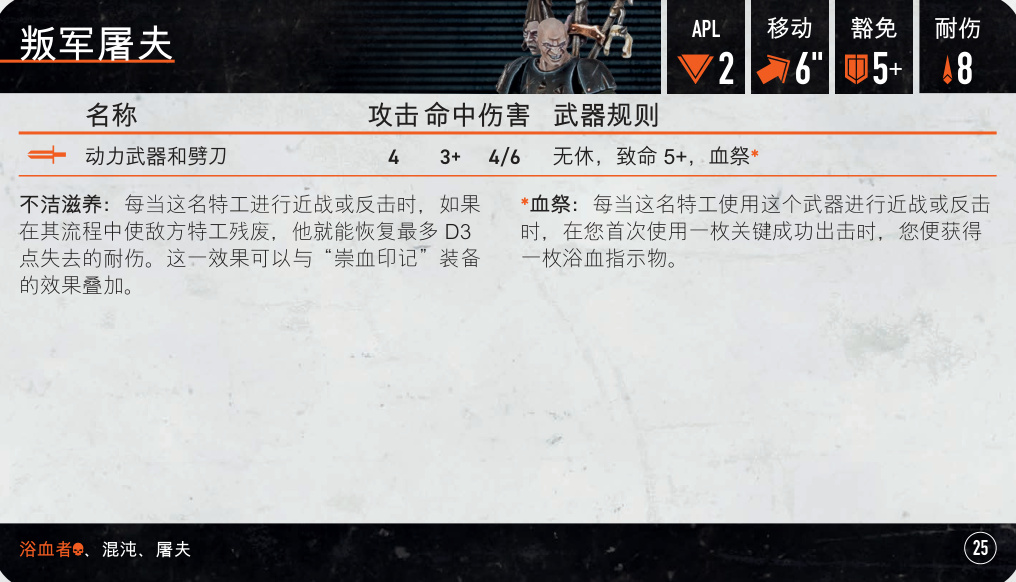 叛军屠夫
APL 移动 豁免 耐伤
2 6" 5+ 8
名称 攻击 命中 伤害 武器规则
动力武器和劈刀 4 3+ 4/6 无休，致命 5+，血祭*
不洁滋养：每当这名特工进行近战或反击时，如果
在其流程中使敌方特工残废，他就能恢复最多 D3
点失去的耐伤。这一效果可以与“崇血印记”装备
的效果叠加。
*血祭：每当这名特工使用这个武器进行近战或反击
时，在您首次使用一枚关键成功出击时，您便获得
一枚浴血指示物。
浴血者、混沌、屠夫
25